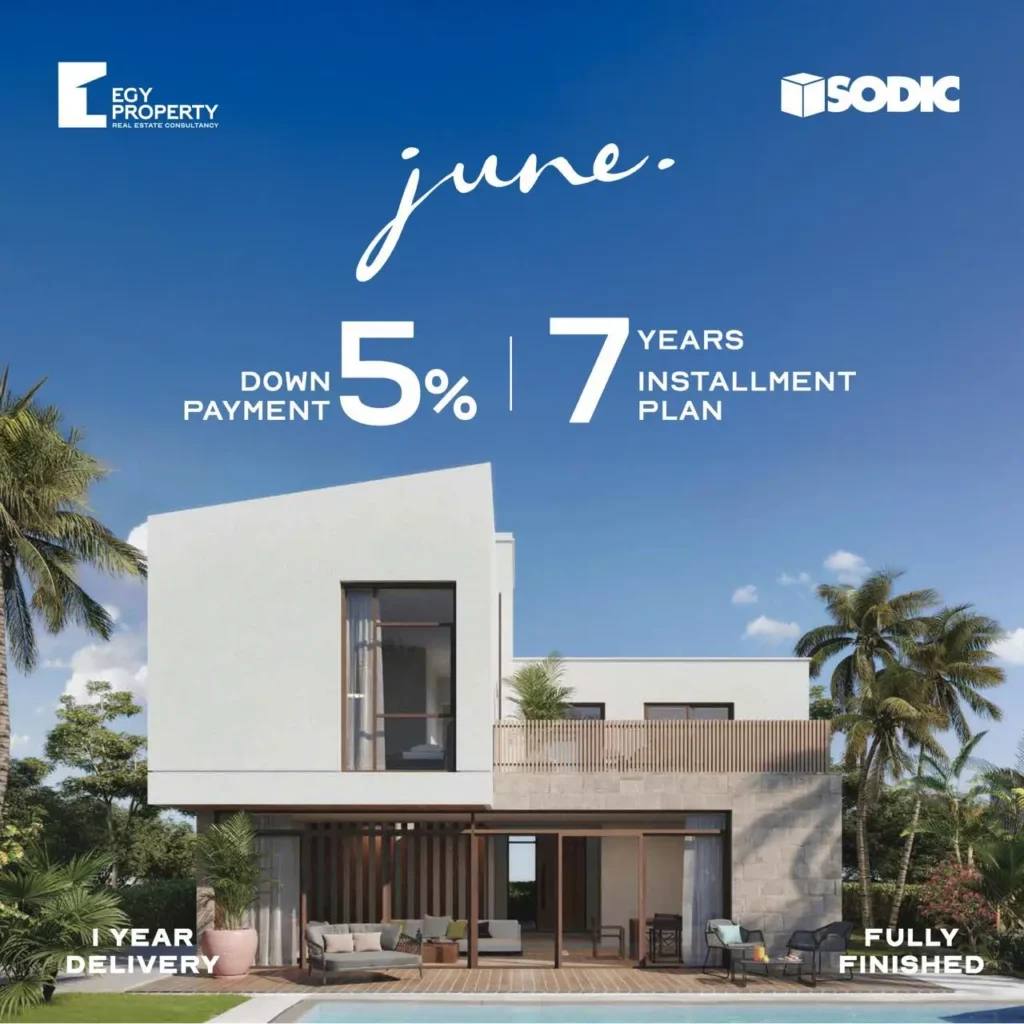 EGY
PROPERTY
REAL ESTATE CONSULTANCY
SODIC
june.
DOWN
PAYMENT
5%
7
YEARS
INSTALLMENT
PLAN
1 YEAR
DELIVERY
FULLY
FINISHED